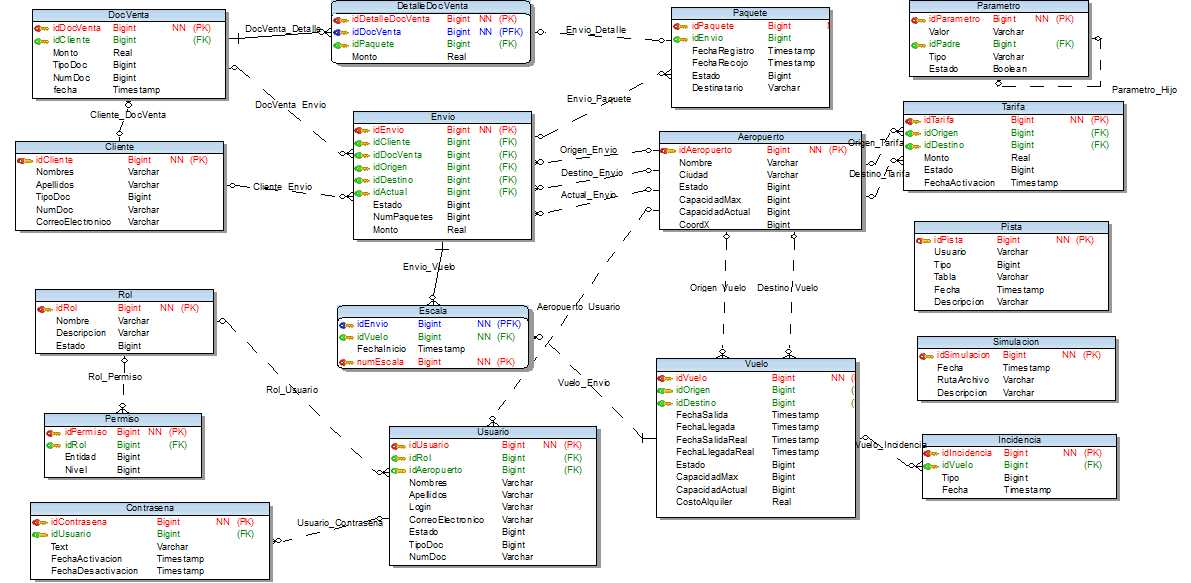 DocVenta
idDocVenta Bigint NN (PK)
idCliente Bigint (FK)
Monto Real
TipoDoc Bigint
NumDoc Bigint
fecha Timestamp
DocVenta_Detalle
DetalleDocVenta
idDetalleDocVenta Bigint NN (PK)
idDocVenta Bigint NN (PFK)
idPaquete Bigint (FK)
Monto Real
Envio_Detalle
Paquete
idPaquete Bigint
idEnvio Bigint
FechaRegistro Timestamp
FechaRecojo Timestamp
Estado Bigint
Destinatario Varchar
Parametro
idParametro Bigint NN (PK)
Valor Varchar
idPadre Bigint (FK)
Tipo Varchar
Estado Boolean
Parametro_Hijo
Cliente_DocVenta
DocVenta_Envio
Envio_Paquete
Cliente
idCliente Bigint NN (PK)
Nombres Varchar
Apellidos Varchar
TipoDoc Bigint
NumDoc Varchar
CorreoElectronico Varchar
Cliente_Envio
Envio
idEnvio Bigint NN (PK)
idCliente Bigint (FK)
idDocVenta Bigint (FK)
idOrigen Bigint (FK)
idDestino Bigint (FK)
idActual Bigint (FK)
Estado Bigint
NumPaquetes Bigint
Monto Real
Origen_Envio
Destino_Envio
Actual_Envio
Aeropuerto
idAeropuerto Bigint NN (PK)
Nombre Varchar
Ciudad Varchar
Estado Bigint
CapacidadMax Bigint
CapacidadActual Bigint
CoordX Bigint
Origen_Tarifa
Destino_Tarifa
Tarifa
idTarifa Bigint NN (PK)
idOrigen Bigint (FK)
idDestino Bigint (FK)
Monto Real
Estado Bigint
FechaActivacion Timestamp
Pista
idPista Bigint NN (PK)
Usuario Varchar
Tipo Bigint
Tabla Varchar
Fecha Timestamp
Descripcion Varchar
Envio_Vuelo
Origen_Vuelo
Destino_Vuelo
Aeropuerto_Usuario
Rol
idRol Bigint NN (PK)
Nombre Varchar
Descripcion Varchar
Estado Bigint
Escala
idEnvio Bigint NN (PFK)
idVuelo Bigint NN (FK)
FechaInicio Timestamp
numEscala Bigint NN (PK)
Simulacion
idSimulacion Bigint NN (PK)
Fecha Timestamp
RutaArchivo Varchar
Descripcion Varchar
Rol_Permiso
Rol_Usuario
Vuelo_Envio
Vuelo
idVuelo Bigint NN (
idOrigen Bigint (
idDestino Bigint (
FechaSalida Timestamp
FechaLlegada Timestamp
FechaSalidaReal Timestamp
FechaLlegadaReal Timestamp
Estado Bigint
CapacidadMax Bigint
CapacidadActual Bigint
CostoAlquiler Real
Permiso
idPermiso Bigint NN (PK)
idRol Bigint (FK)
Entidad Bigint
Nivel Bigint
Usuario
idUsuario Bigint NN (PK)
idRol Bigint (FK)
idAeropuerto Bigint (FK)
Nombres Varchar
Apellidos Varchar
Login Varchar
CorreoElectronico Varchar
Estado Bigint
TipoDoc Bigint
NumDoc Varchar
Vuelo_Incidencia
Incidencia
idIncidencia Bigint NN (PK)
idVuelo Bigint (FK)
Tipo Bigint
Fecha Timestamp
Contrasena
idContrasena Bigint NN (PK)
idUsuario Bigint (FK)
Text Varchar
FechaActivacion Timestamp
FechaDesactivacion Timestamp
Usuario_Contraseña